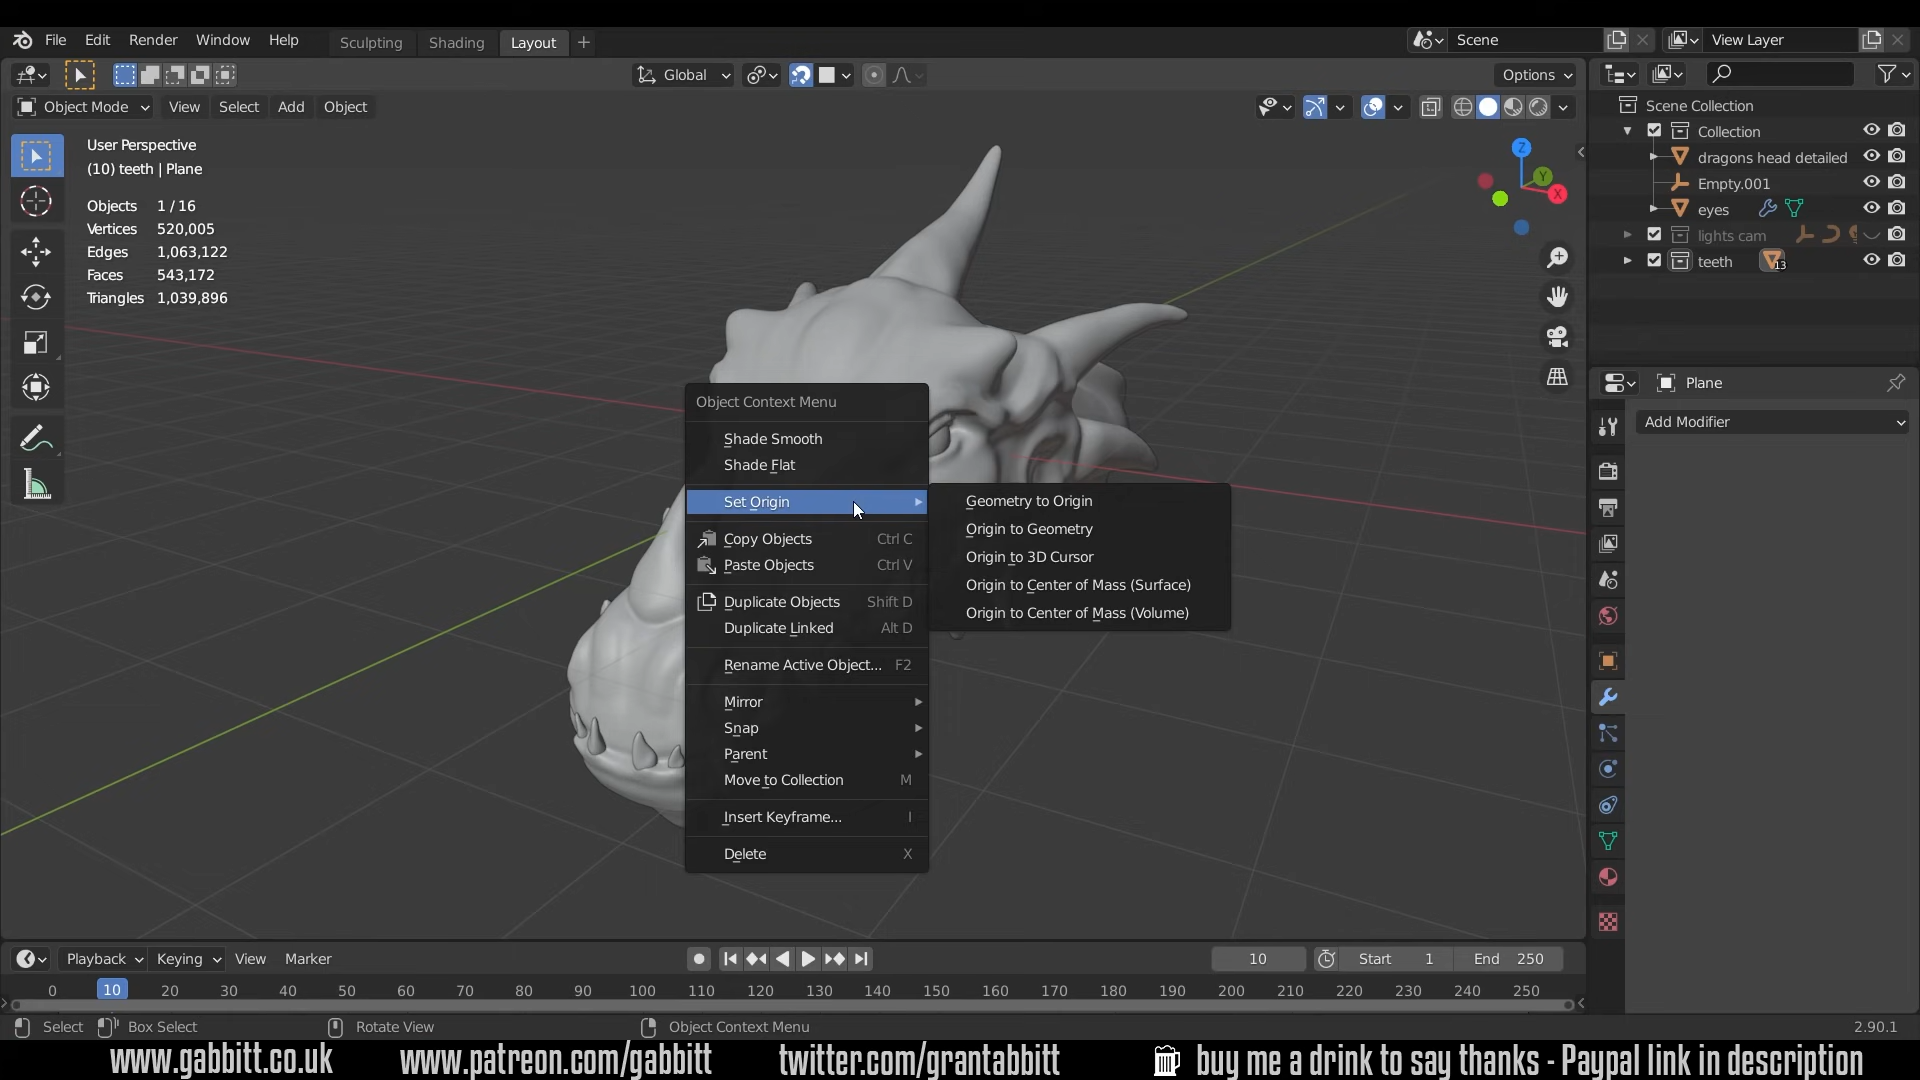 File Edit Render Window Help Sculpting Shading Layout + Scene View Layer
Global Options
Object Mode View Select Add Object
User Perspective
(10) teeth | Plane
Objects 1 / 16
Vertices 520,005
Edges 1,063,122
Faces 543,172
Triangles 1,039,896
Z
Y
X
Object Context Menu
Shade Smooth
Shade Flat
Set Origin
Copy Objects Ctrl C
Paste Objects Ctrl V
Duplicate Objects Shift D
Duplicate Linked Alt D
Rename Active Object... F2
Mirror
Snap
Parent
Move to Collection M
Insert Keyframe... I
Delete X
Geometry to Origin
Origin to Geometry
Origin to 3D Cursor
Origin to Center of Mass (Surface)
Origin to Center of Mass (Volume)
Scene Collection
Collection
dragons head detailed
Empty.001
eyes
lights cam
teeth 13
Plane
Add Modifier
Playback Keying View Marker 10 Start 1 End 250
0 10 20 30 40 50 60 70 80 90 100 110 120 130 140 150 160 170 180 190 200 210 220 230 240 250
Select Box Select Rotate View Object Context Menu 2.90.1
www.gabbitt.co.uk www.patreon.com/gabbitt twitter.com/grantabbitt buy me a drink to say thanks - Paypal link in description